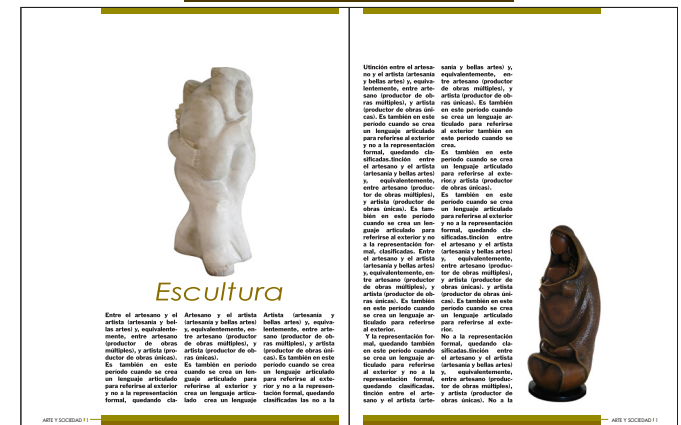 Escultura
Entre el artesano y el
artista (artesanía y bel-
las artes) y, equivalente-
mente, entre artesano
(productor de obras
múltiples), y artista (pro-
ductor de obras únicas).
Es también en este
período cuando se crea
un lenguaje articulado
para referirse al exterior
y no a la representación
formal, quedando cla-
Artesano y el artista
(artesanía y bellas artes)
y, equivalentemente, en-
tre artesano (productor
de obras múltiples), y
artista (productor de ob-
ras únicas).
Es también en período
cuando se crea un len-
guaje articulado para
referirse al exterior y no
crea un lenguaje articu-
lado crea un lenguaje
Artista (artesanía y
bellas artes) y, equiva-
lentemente, entre arte-
sano (productor de ob-
ras múltiples), y artista
(productor de obras úni-
cas). Es también en este
período cuando se crea
un lenguaje articulado
para referirse al exte-
rior y no a la represen-
tación formal, quedando
clasificadas las no a la
ARTE Y SOCIEDAD
Utinción entre el artesa-
no y el artista (artesanía
y bellas artes) y, equiva-
lentemente, entre arte-
sano (productor de ob-
ras múltiples), y artista
(productor de obras úni-
cas). Es también en este
período cuando se crea
un lenguaje articulado
para referirse al exterior
y no a la representación
formal, quedando cla-
sificadas.tinción entre
el artesano y el artista
(artesanía y bellas artes)
y, equivalentemente,
entre artesano (produc-
tor de obras múltiples),
y artista (productor de
obras únicas). Es tam-
bién en este período
cuando se crea un len-
guaje articulado para
referirse al exterior y no
a la representación for-
mal, clasificadas. Entre
el artesano y el artista
(artesanía y bellas artes)
y, equivalentemente, en-
tre artesano (productor
de obras múltiples), y
artista (productor de ob-
ras únicas). Es también
en este período cuando
se crea un lenguaje ar-
ticulado para referirse
al exterior.
Y la representación for-
mal, quedando también
en este período cuando
se crea un lenguaje ar-
ticulado para referirse
al exterior y no a la
representación formal,
quedando clasificadas.
tinción entre el arte-
sano y el artista (arte-
sanía y bellas artes) y,
equivalentemente, en-
tre artesano (productor
de obras múltiples), y
artista (productor de
obras únicas). Es también
en este período cuando
se crea un lenguaje ar-
ticulado para referirse
al exterior también en
este período cuando se
crea.
Es también en este
período cuando se crea
un lenguaje articulado
para referirse al exte-
rior.y artista (productor
de obras únicas).
Es también en este
período cuando se crea
un lenguaje articulado
para referirse al exterior
y no a la representación
formal, quedando cla-
sificadas.tinción entre
el artesano y el artista
(artesanía y bellas artes)
y, equivalentemente,
entre artesano (produc-
tor de obras múltiples),
y artista (productor de
obras únicas). y artista
(productor de obras úni-
cas). Es también en este
período cuando se crea
un lenguaje articulado
para referirse al exte-
rior.
No a la representación
formal, quedando cla-
sificadas.tinción entre
el artesano y el artista
(artesanía y bellas artes)
y, equivalentemente,
entre artesano (produc-
tor de obras múltiples),
y artista (productor de
obras únicas). No a la
ARTE Y SOCIEDAD